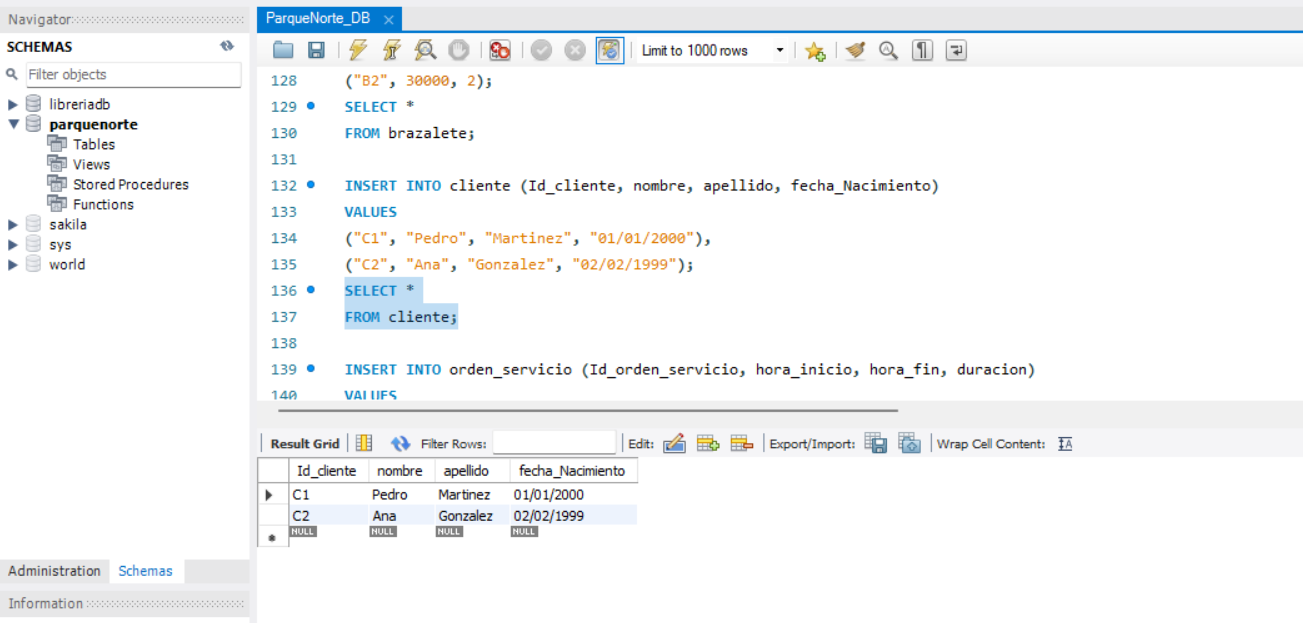 Navigator
SCHEMAS
Filter objects
libreriadb
parquenorte
Tables
Views
Stored Procedures
Functions
sakila
sys
world
Administration Schemas
Information
ParqueNorte_DB
Limit to 1000 rows
128 ("B2", 30000, 2);
129 SELECT *
130 FROM brazalete;
131
132 INSERT INTO cliente (Id_cliente, nombre, apellido, fecha_Nacimiento)
133 VALUES
134 ("C1", "Pedro", "Martinez", "01/01/2000"),
135 ("C2", "Ana", "Gonzalez", "02/02/1999");
136 SELECT *
137 FROM cliente;
138
139 INSERT INTO orden_servicio (Id_orden_servicio, hora_inicio, hora_fin, duracion)
140 VALUES
Result Grid Filter Rows: Edit: Export/Import: Wrap Cell Content: IA
Id_cliente nombre apellido fecha_Nacimiento
C1 Pedro Martinez 01/01/2000
C2 Ana Gonzalez 02/02/1999
NULL NULL NULL NULL